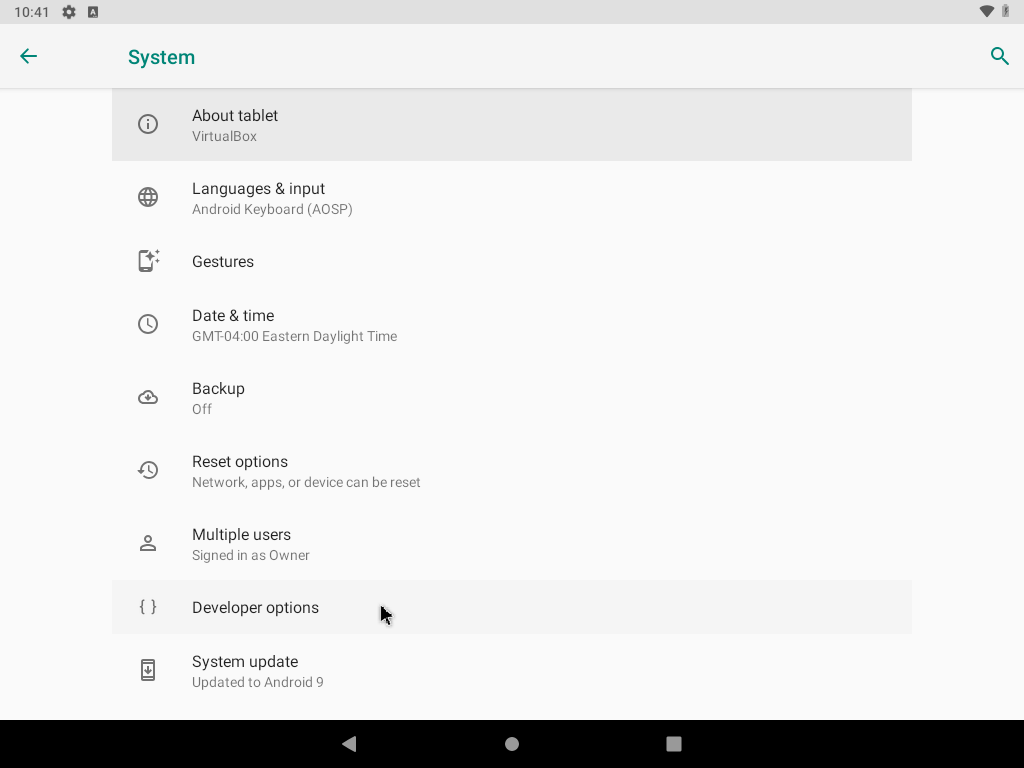 10:41
System
About tablet
VirtualBox
Languages & input
Android Keyboard (AOSP)
Gestures
Date & time
GMT-04:00 Eastern Daylight Time
Backup
Off
Reset options
Network, apps, or device can be reset
Multiple users
Signed in as Owner
{ } Developer options
System update
Updated to Android 9